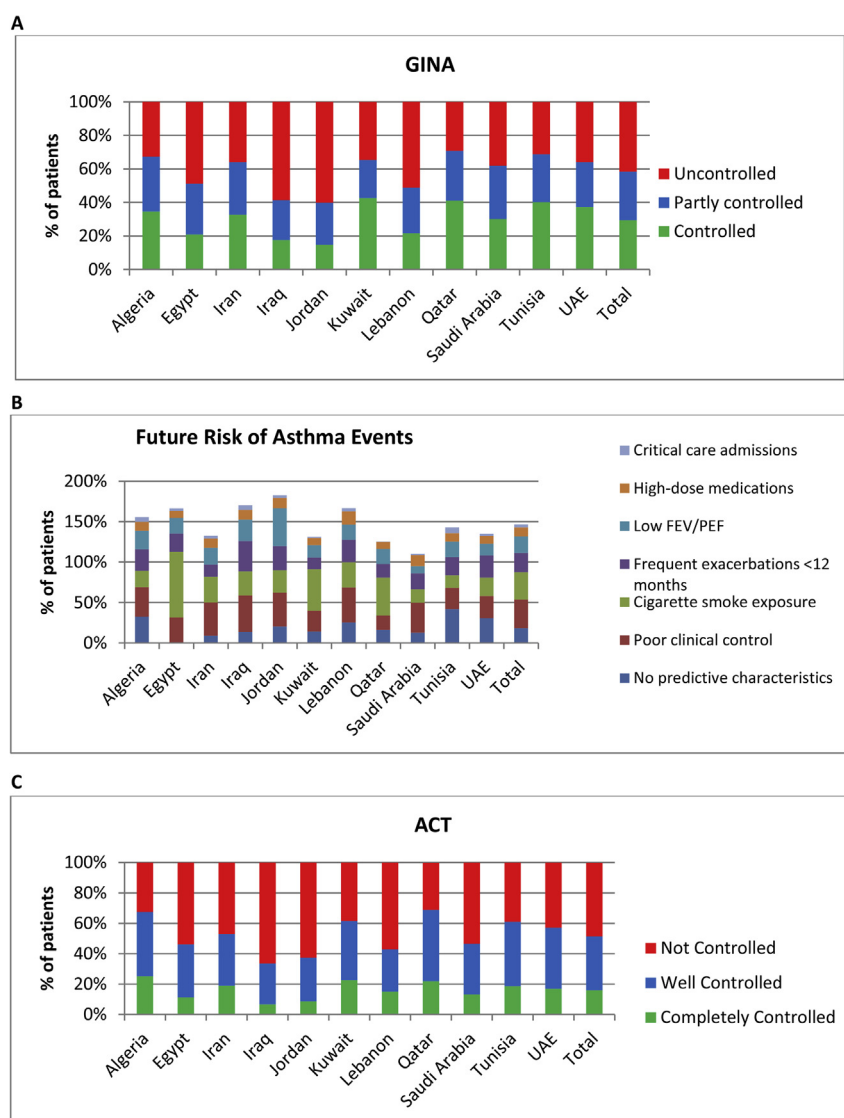 A
GINA
100%
80%
60%
40%
20%
0%
% of patients
Algeria
Egypt
Iran
Iraq
Jordan
Kuwait
Lebanon
Qatar
Saudi Arabia
Tunisia
UAE
Total
Uncontrolled
Partly controlled
Controlled
B
Future Risk of Asthma Events
200%
150%
100%
50%
0%
% of patients
Algeria
Egypt
Iran
Iraq
Jordan
Kuwait
Lebanon
Qatar
Saudi Arabia
Tunisia
UAE
Total
Critical care admissions
High-dose medications
Low FEV/PEF
Frequent exacerbations <12
months
Cigarette smoke exposure
Poor clinical control
No predictive characteristics
C
ACT
100%
80%
60%
40%
20%
0%
% of patients
Algeria
Egypt
Iran
Iraq
Jordan
Kuwait
Lebanon
Qatar
Saudi Arabia
Tunisia
UAE
Total
Not Controlled
Well Controlled
Completely Controlled